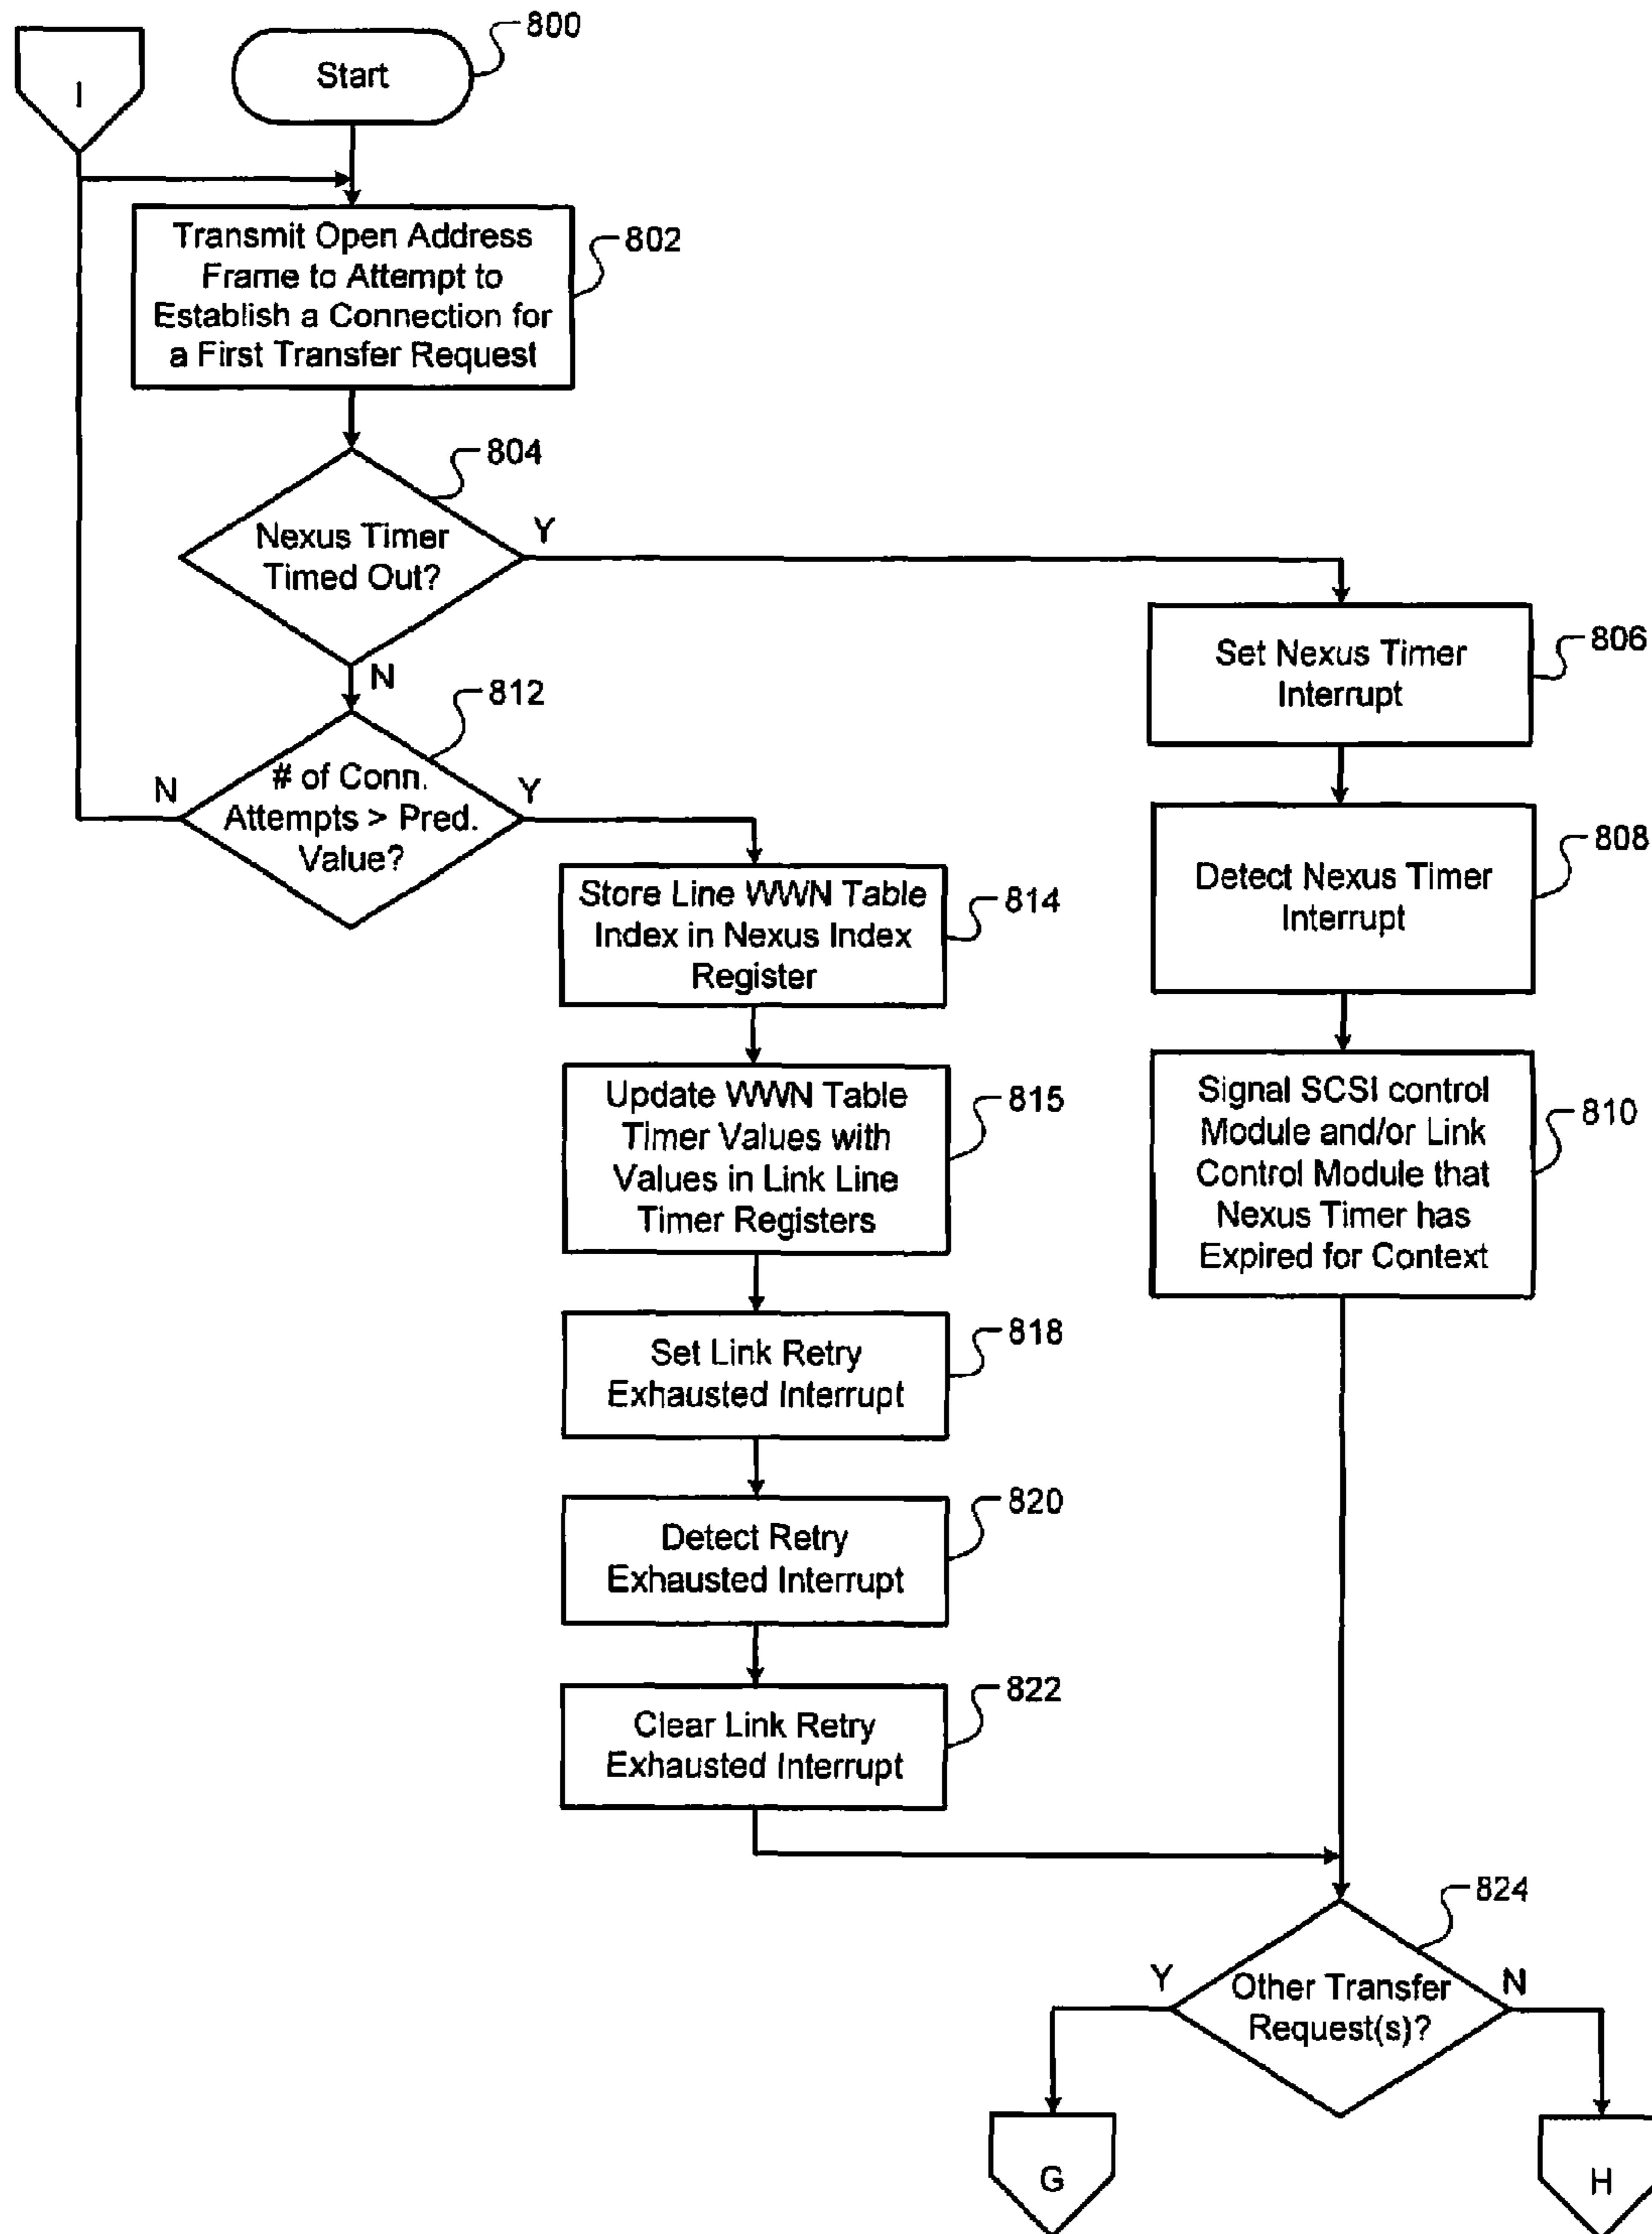 I
Start
800
Transmit Open Address
Frame to Attempt to
Establish a Connection for
a First Transfer Request
802
804
Nexus Timer
Timed Out?
Y
N
Set Nexus Timer
Interrupt
806
812
# of Conn.
Attempts > Pred.
Value?
N
Y
Detect Nexus Timer
Interrupt
808
Store Line WWN Table
Index in Nexus Index
Register
814
Update WWN Table
Timer Values with
Values in Link Line
Timer Registers
815
Signal SCSI control
Module and/or Link
Control Module that
Nexus Timer has
Expired for Context
810
Set Link Retry
Exhausted Interrupt
818
Detect Retry
Exhausted Interrupt
820
Clear Link Retry
Exhausted Interrupt
822
824
Other Transfer
Request(s)?
Y
N
G
H